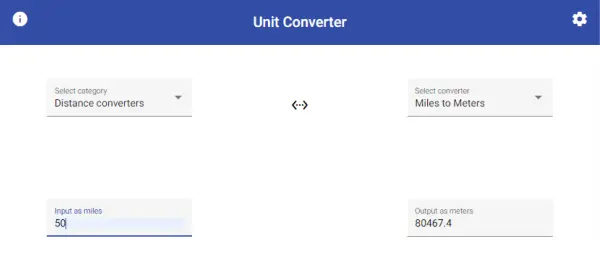 Unit Converter
Select category
Distance converters
Select converter
Miles to Meters
Input as miles
50
Output as meters
80467.4